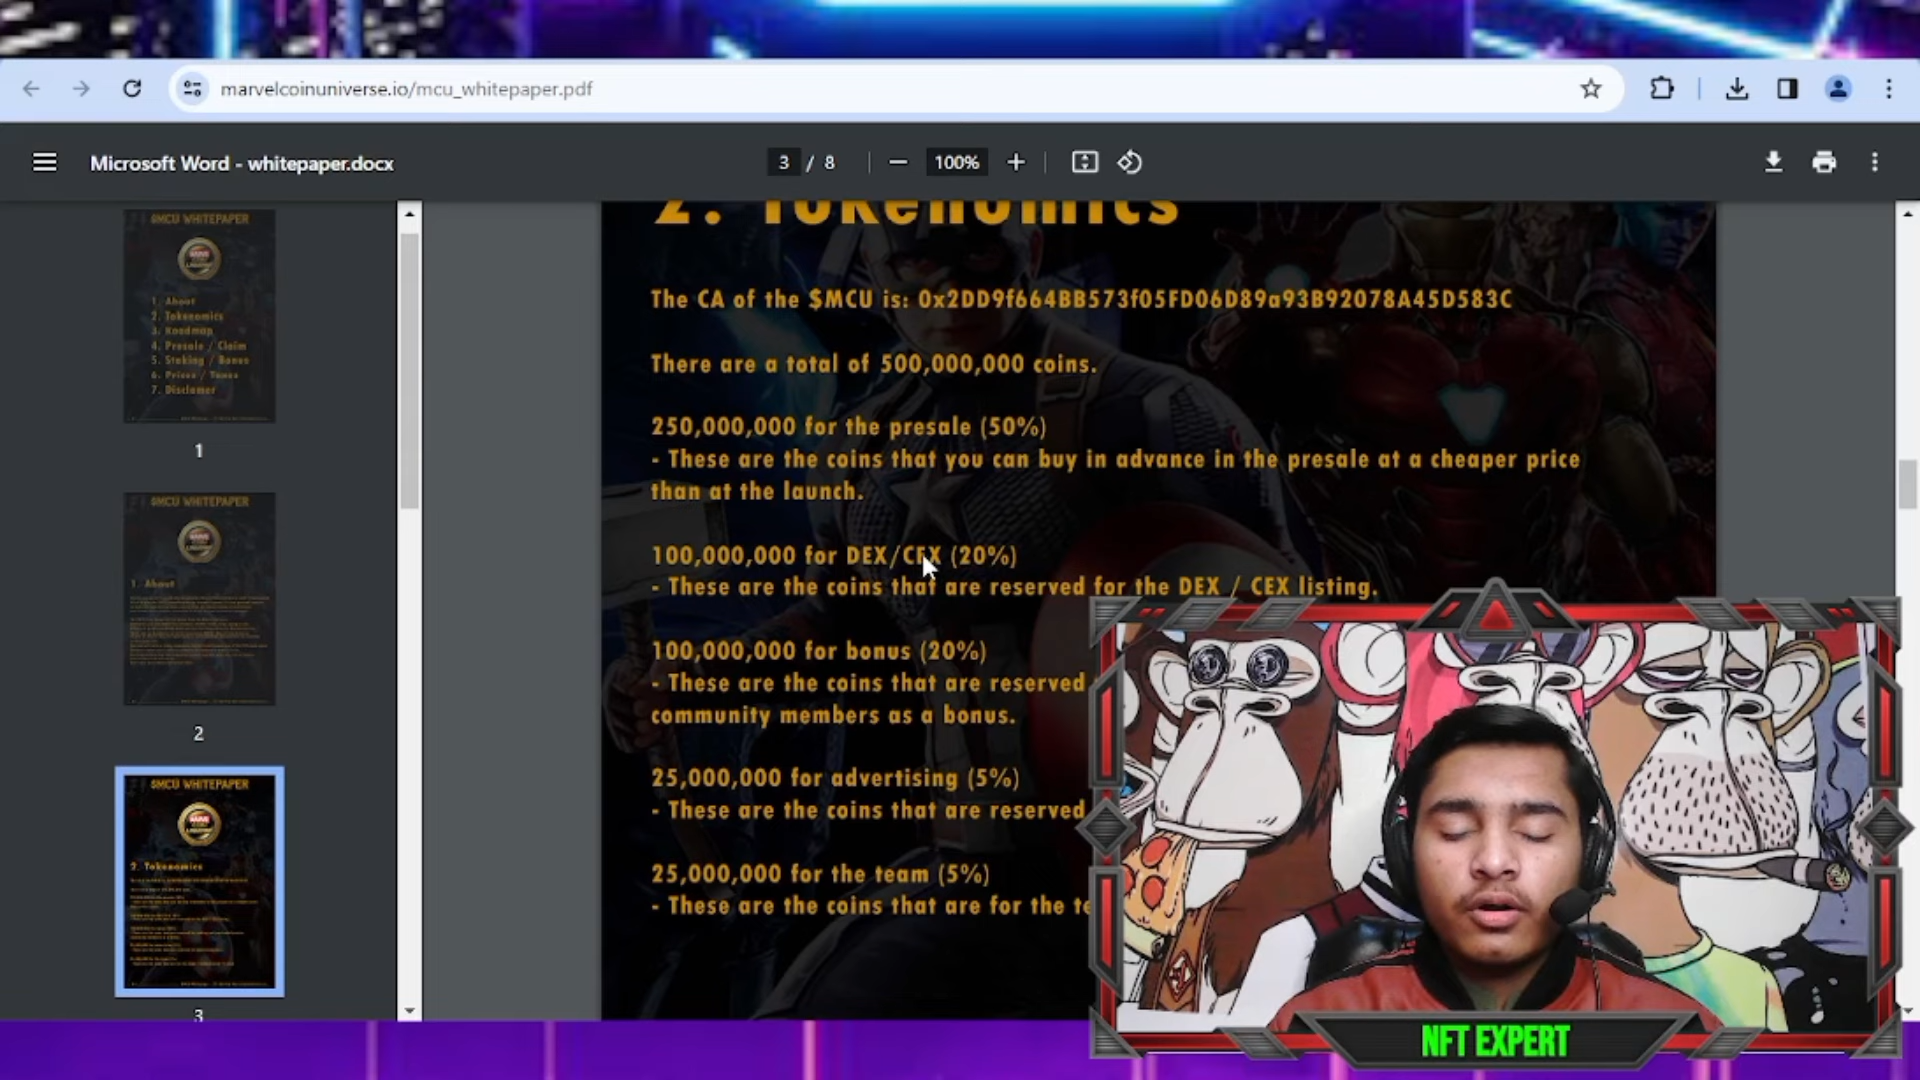 marvelcoinuniverse.io/mcu_whitepaper.pdf
Microsoft Word - whitepaper.docx
3 / 8
100%
$MCU WHITEPAPER
1. About
2. Tokenomics
3. Roadmap
4. Presale / Claim
5. Staking / Bonus
6. Prices / Taxes
7. Disclamer
1
$MCU WHITEPAPER
1. About
2
$MCU WHITEPAPER
2. Tokenomics
3
2. Tokenomics
The CA of the $MCU is: 0x2DD9f664BB573f05FD06D89a93B92078A45D583C
There are a total of 500,000,000 coins.
250,000,000 for the presale (50%)
- These are the coins that you can buy in advance in the presale at a cheaper price
than at the launch.
100,000,000 for DEX/CEX (20%)
- These are the coins that are reserved for the DEX / CEX listing.
100,000,000 for bonus (20%)
- These are the coins that are reserved
community members as a bonus.
25,000,000 for advertising (5%)
- These are the coins that are reserved
25,000,000 for the team (5%)
- These are the coins that are for the te
NFT EXPERT